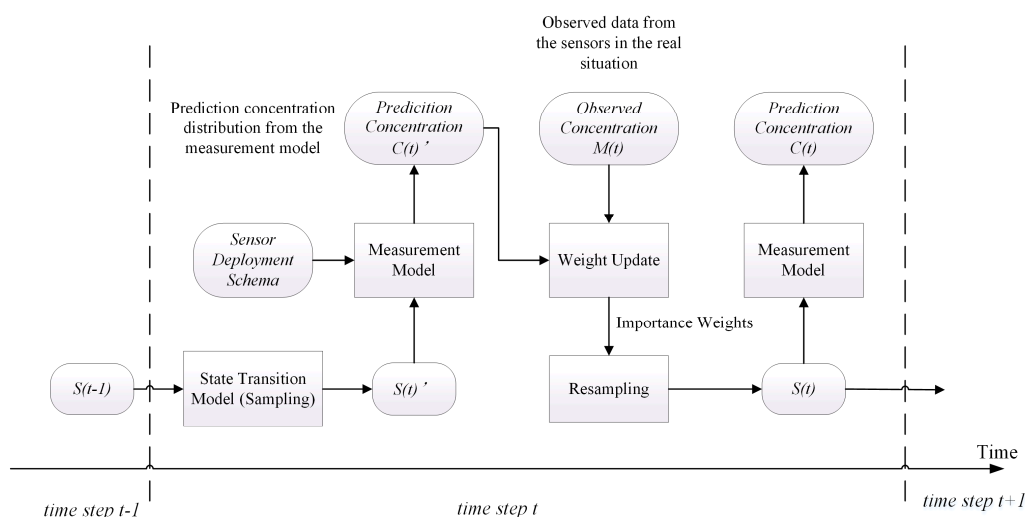 Observed data from
the sensors in the real
situation
Prediction concentration
distribution from the
measurement model
Predicition
Concentration
C(t)’
Observed
Concentration
M(t)
Prediction
Concentration
C(t)
Sensor
Deployment
Schema
Measurement
Model
Weight Update
Measurement
Model
Importance Weights
S(t-1)
State Transition
Model (Sampling)
S(t)’
Resampling
S(t)
Time
time step t-1
time step t
time step t+1